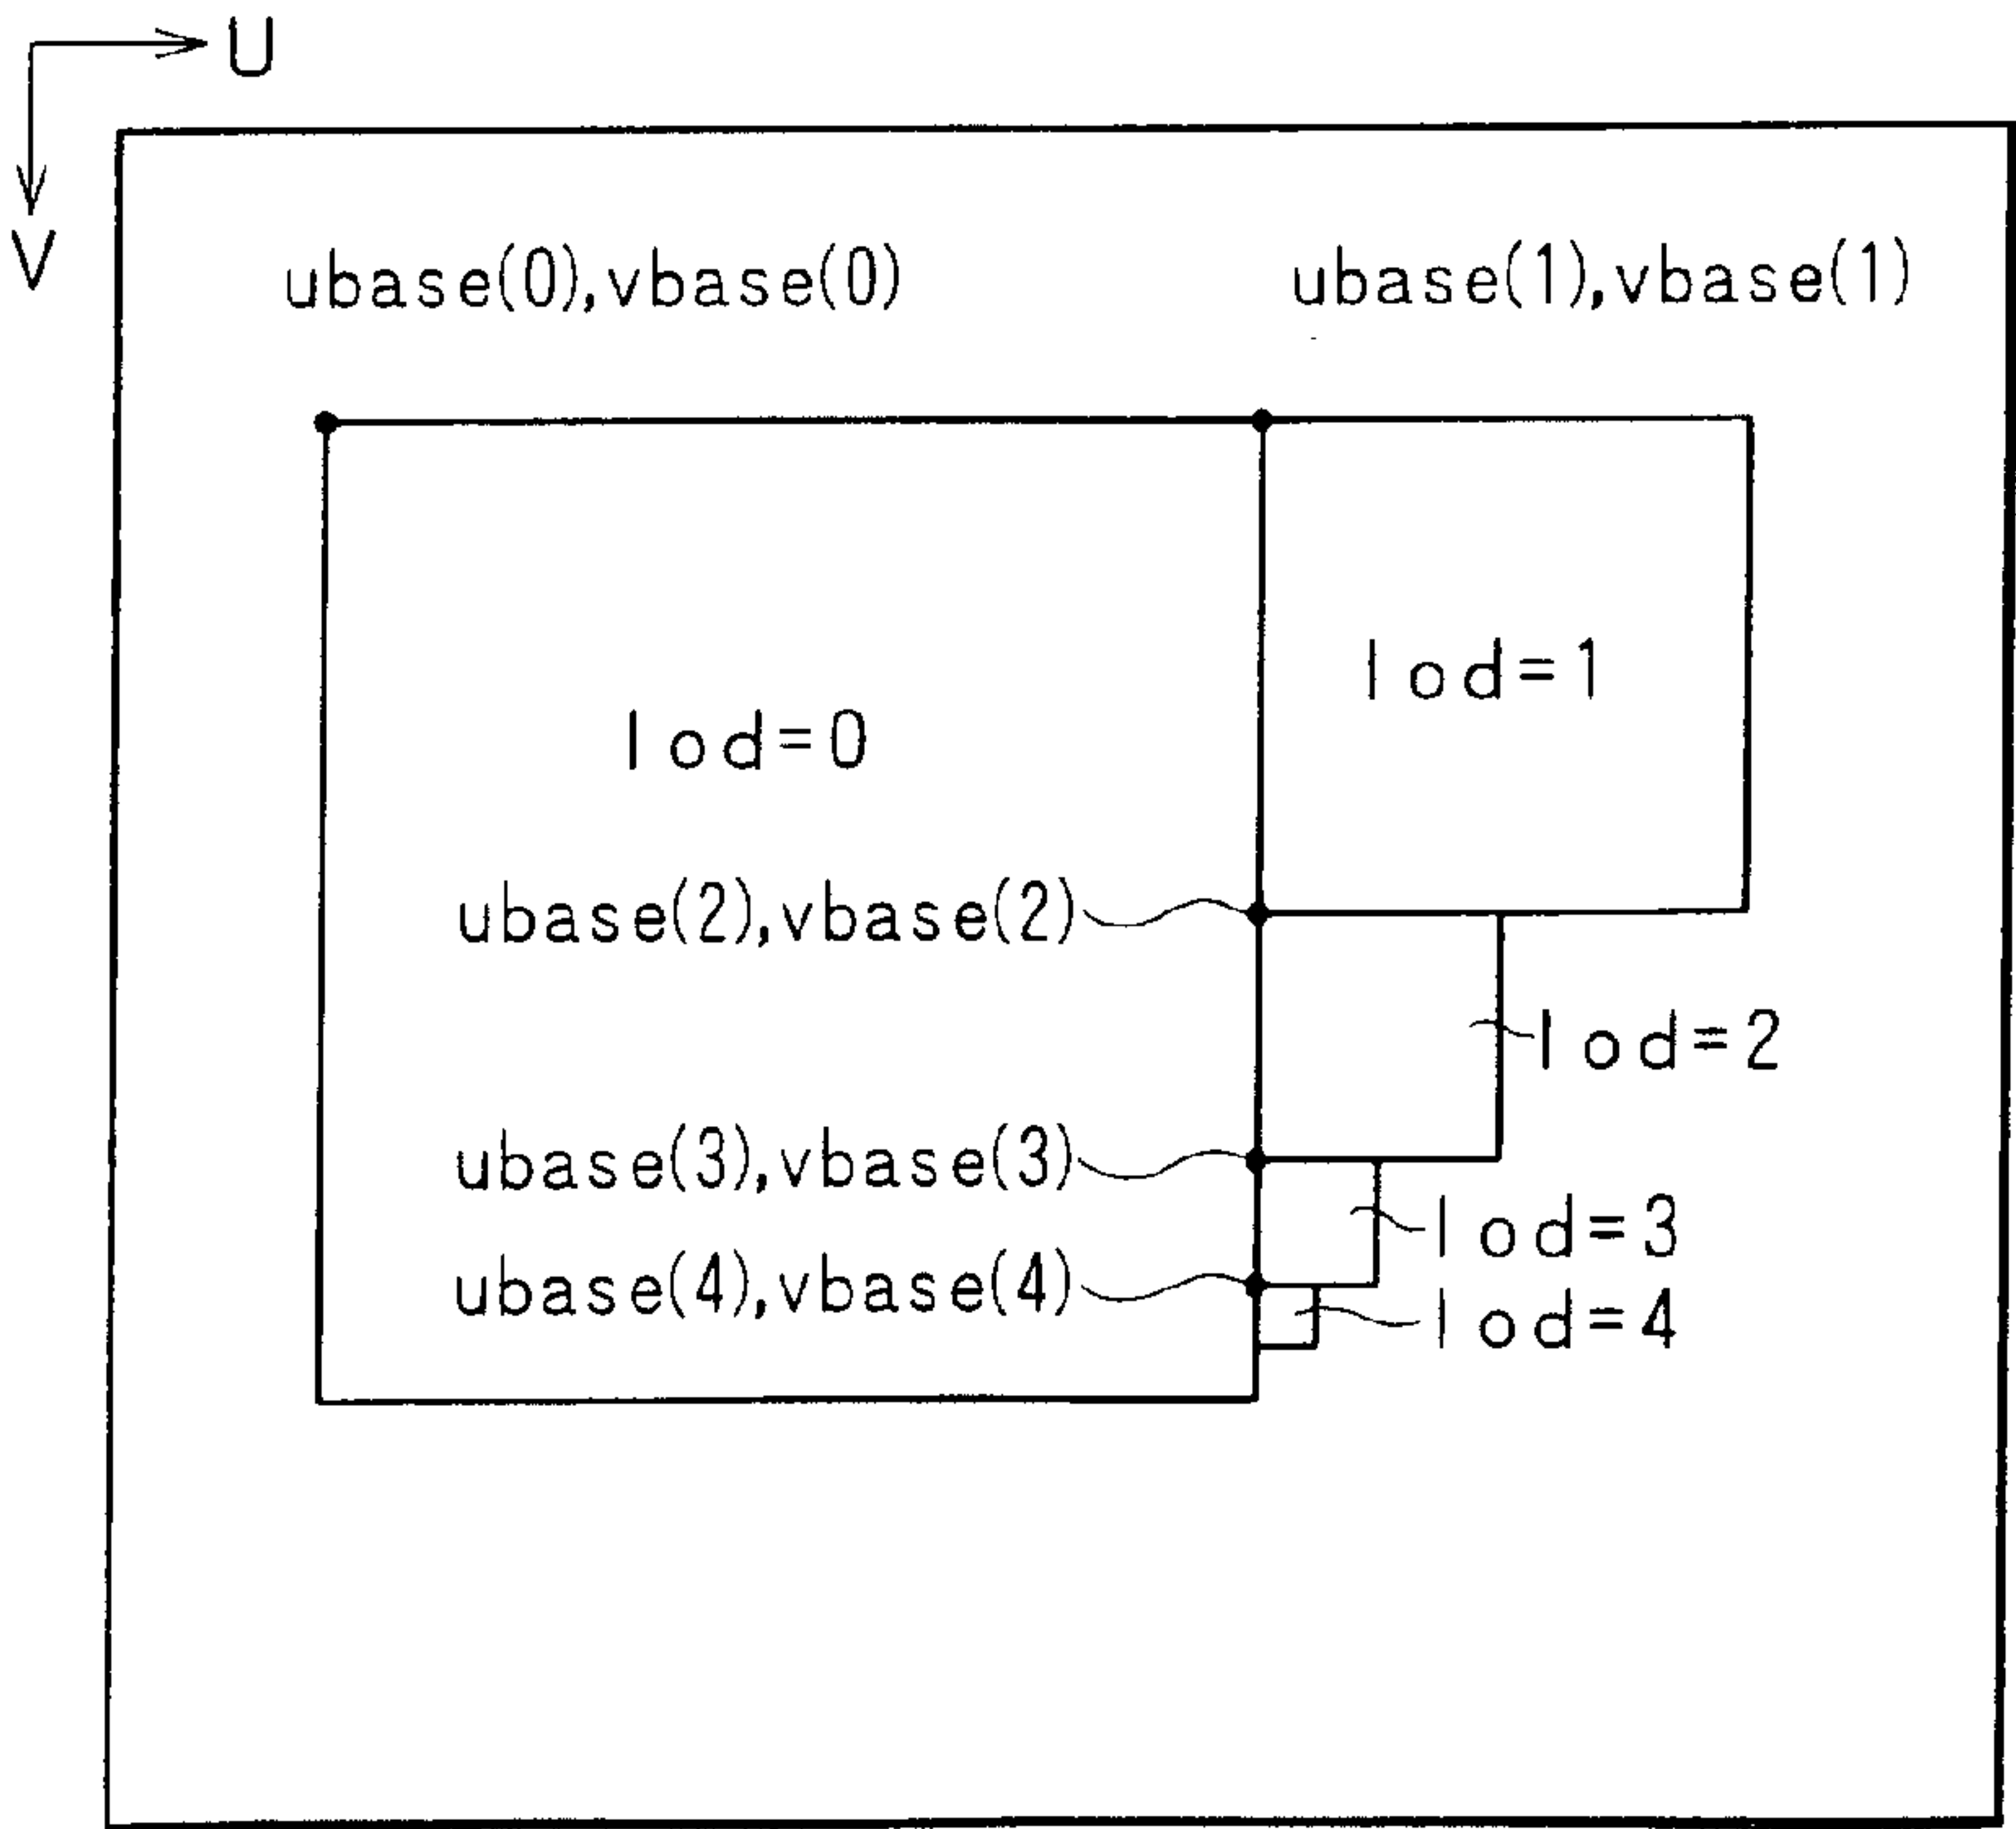 U
V
ubase(0),vbase(0)
ubase(1),vbase(1)
lod=1
lod=0
ubase(2),vbase(2)
lod=2
ubase(3),vbase(3)
lod=3
ubase(4),vbase(4)
lod=4